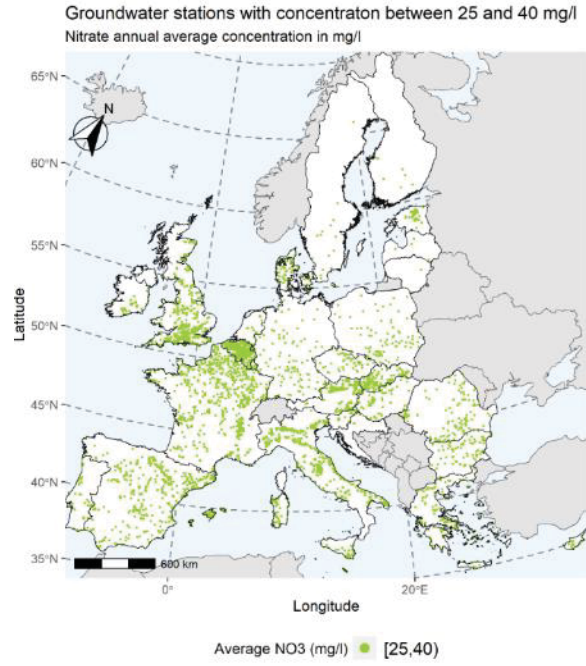 Groundwater stations with concentraton between 25 and 40 mg/l
Nitrate annual average concentration in mg/l
65°N
N
60°N
55°N
50°N
45°N
40°N
35°N
Latitude
600 km
0°
20°E
Longitude
Average NO3 (mg/l) [25,40)